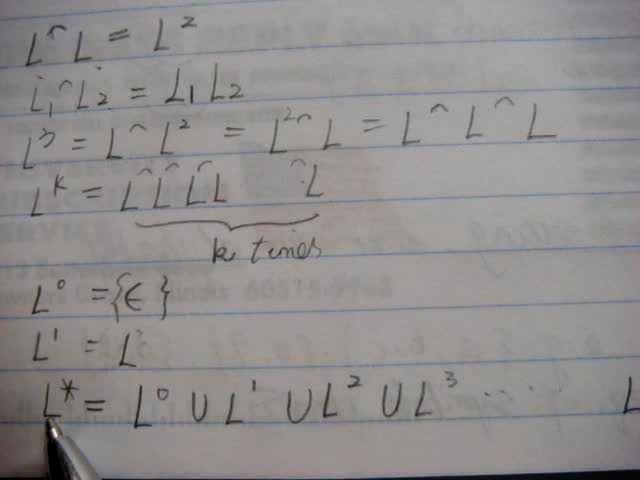 L^L = L²
L₁^L₂ = L₁L₂
L³ = L^L² = L²^L = L^L^L
Lᵏ = L^L^L^L ^L
k times
L⁰ = {ϵ}
L¹ = L
L* = L⁰ ∪ L¹ ∪ L² ∪ L³ ..... L